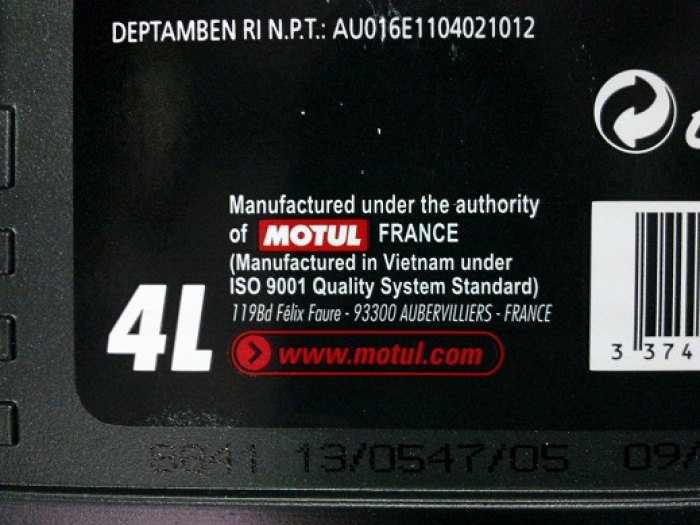 DEPTAMBEN RI N.P.T.: AU016E1104021012
Manufactured under the authority
of MOTUL FRANCE
(Manufactured in Vietnam under
ISO 9001 Quality System Standard)
119Bd Félix Faure - 93300 AUBERVILLIERS - FRANCE
4L
www.motul.com
3 374
13/0547/05 09/